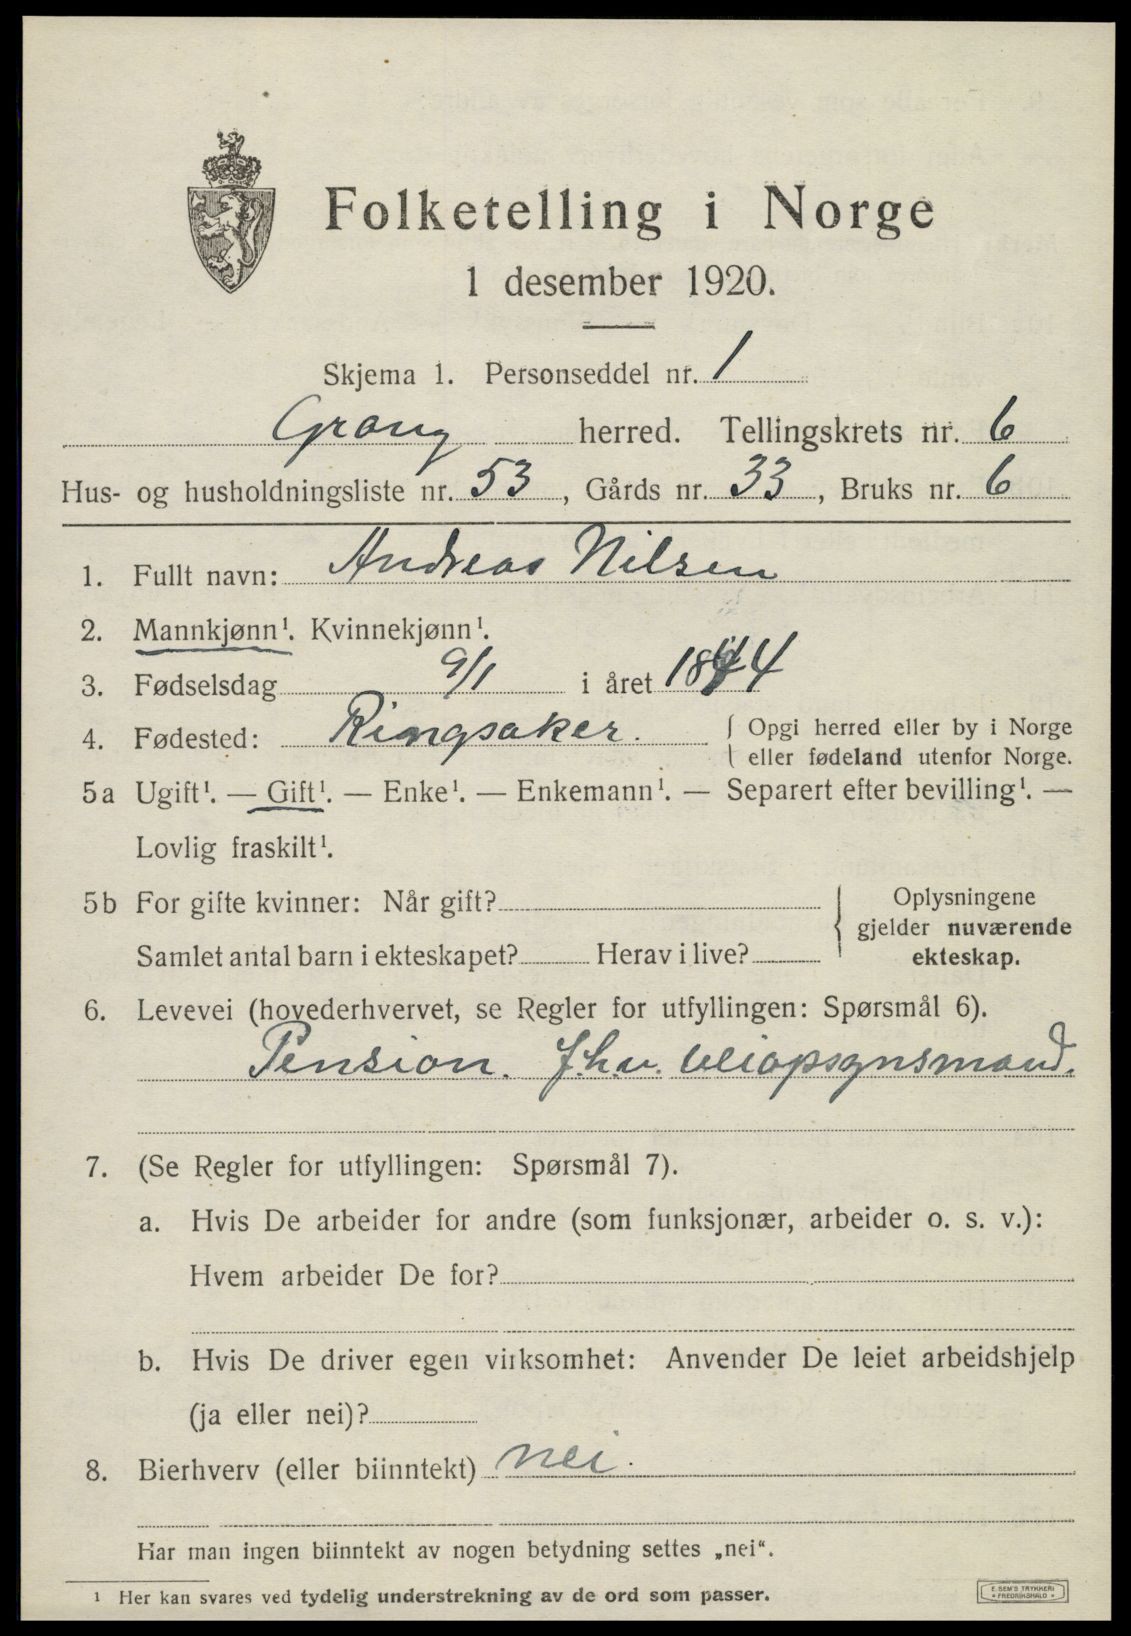 Folketelling i Norge
1 desember 1920.
Skjema 1. Personseddel nr. 1
Grong herred. Tellingskrets nr. 6
Hus- og husholdningsliste nr. 53, Gårds nr. 33, Bruks nr. 6
1. Fullt navn: Andreas Nilsen
2. Mannkjønn¹. Kvinnekjønn¹.
3. Fødselsdag 9/1 i året 1844
4. Fødested: Ringsaker. { Opgi herred eller by i Norge
eller fødeland utenfor Norge.
5a Ugift¹. — Gift¹. — Enke¹. — Enkemann¹. — Separert efter bevilling¹. —
Lovlig fraskilt¹.
5b For gifte kvinner: Når gift? { Oplysningene
gjelder nuværende
Samlet antal barn i ekteskapet? Herav i live? ekteskap.
6. Levevei (hovederhvervet, se Regler for utfyllingen: Spørsmål 6).
Pension. f.h.v. veiopsynsmand.
7. (Se Regler for utfyllingen: Spørsmål 7).
a. Hvis De arbeider for andre (som funksjonær, arbeider o. s. v.):
Hvem arbeider De for?
b. Hvis De driver egen virksomhet: Anvender De leiet arbeidshjelp
(ja eller nei)?
8. Bierhverv (eller biinntekt) nei.
Har man ingen biinntekt av nogen betydning settes „nei“.
¹ Her kan svares ved tydelig understrekning av de ord som passer.
E. SEM'S TRYKKERI
* FREDRIKSHALD *